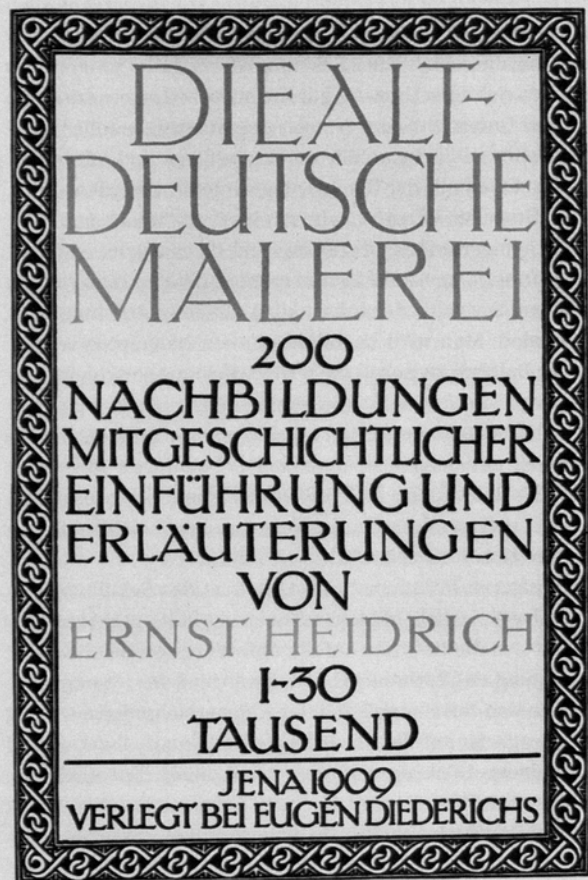 DIE ALT-
DEUTSCHE
MALEREI
200
NACHBILDUNGEN
MIT GESCHICHTLICHER
EINFÜHRUNG UND
ERLÄUTERUNGEN
VON
ERNST HEIDRICH
1-30
TAUSEND
JENA 1909
VERLEGT BEI EUGEN DIEDERICHS